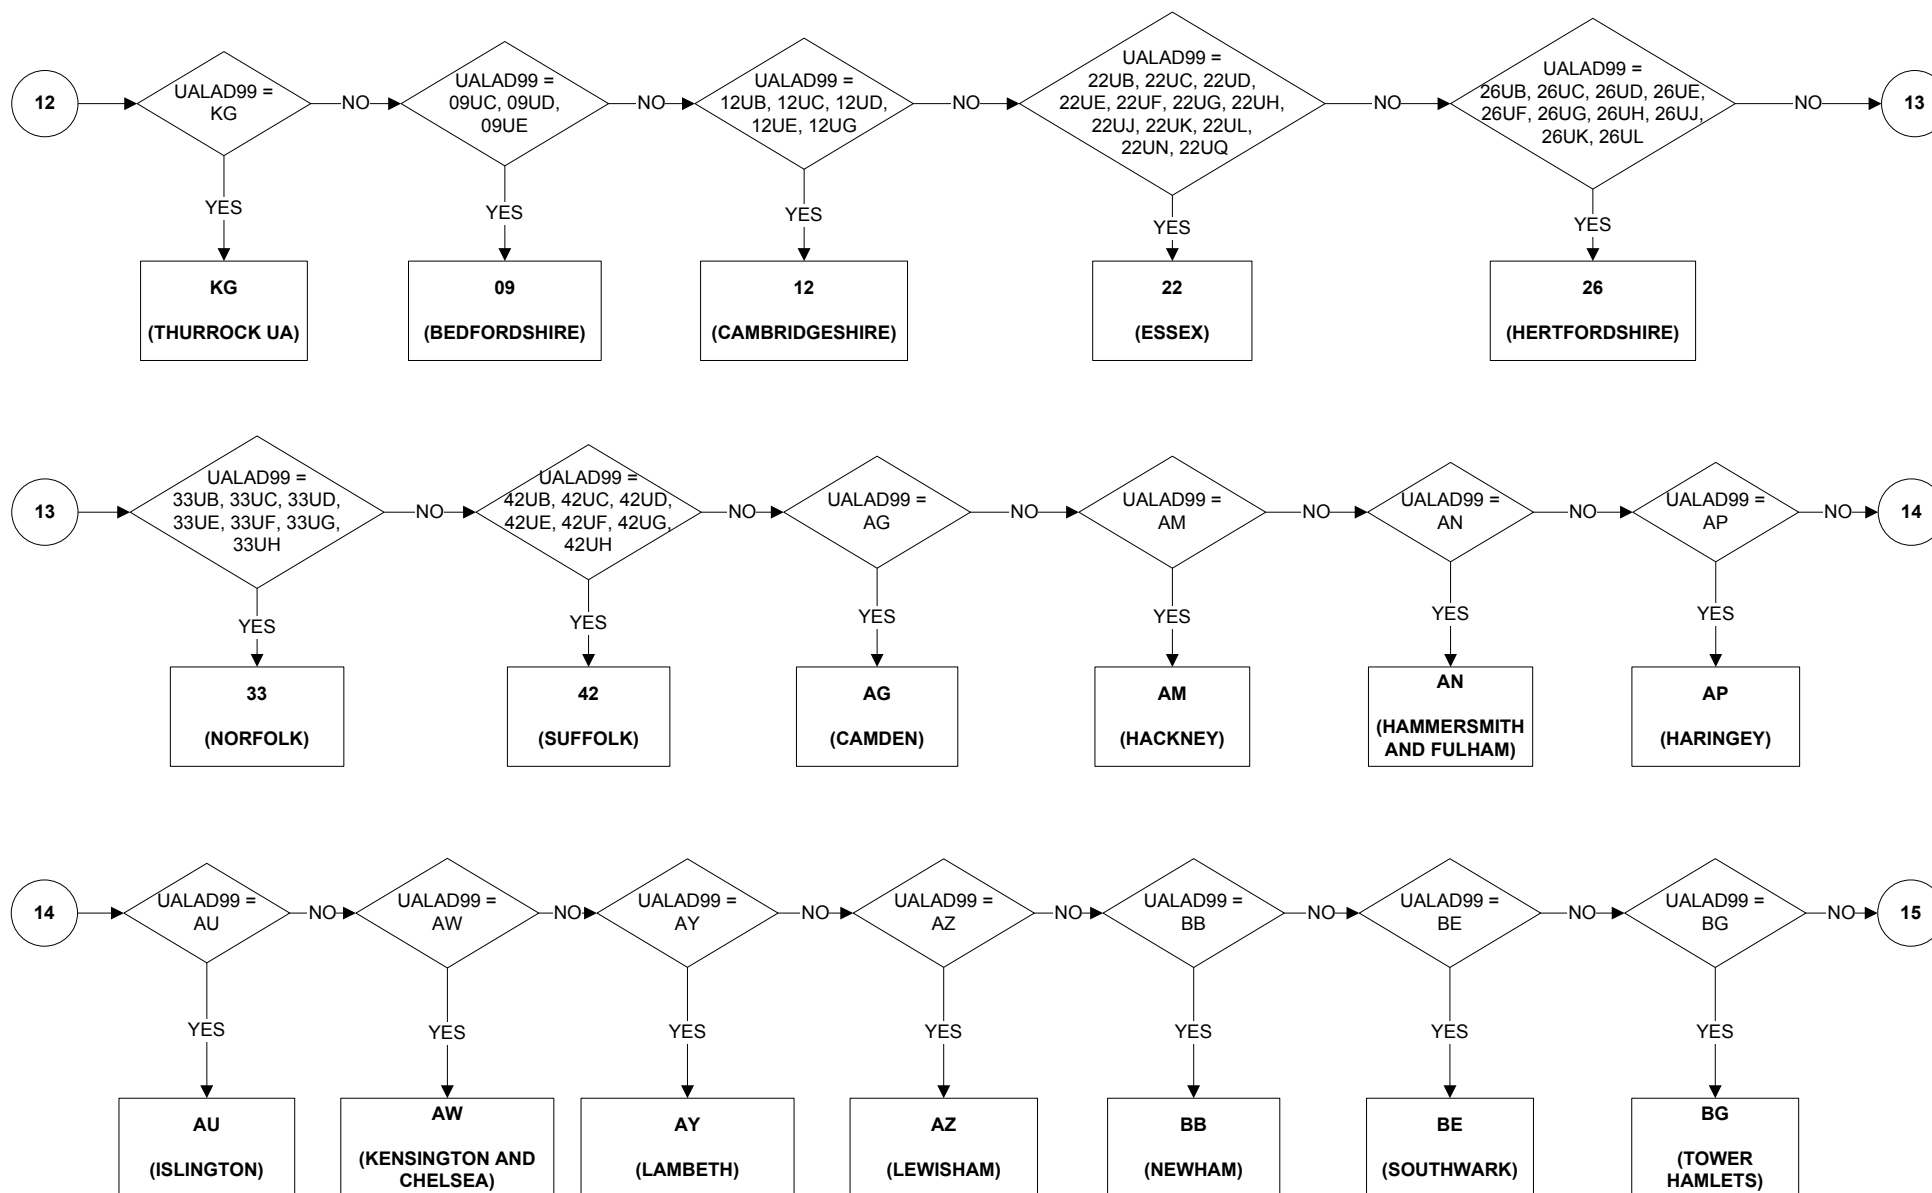 12
UALAD99 =
KG
NO
UALAD99 =
09UC, 09UD,
09UE
NO
UALAD99 =
12UB, 12UC, 12UD,
12UE, 12UG
NO
UALAD99 =
22UB, 22UC, 22UD,
22UE, 22UF, 22UG, 22UH,
22UJ, 22UK, 22UL,
22UN, 22UQ
NO
UALAD99 =
26UB, 26UC, 26UD, 26UE,
26UF, 26UG, 26UH, 26UJ,
26UK, 26UL
NO
13
YES
YES
YES
YES
YES
KG
(THURROCK UA)
09
(BEDFORDSHIRE)
12
(CAMBRIDGESHIRE)
22
(ESSEX)
26
(HERTFORDSHIRE)
13
UALAD99 =
33UB, 33UC, 33UD,
33UE, 33UF, 33UG,
33UH
NO
UALAD99 =
42UB, 42UC, 42UD,
42UE, 42UF, 42UG,
42UH
NO
UALAD99 =
AG
NO
UALAD99 =
AM
NO
UALAD99 =
AN
NO
UALAD99 =
AP
NO
14
YES
YES
YES
YES
YES
YES
33
(NORFOLK)
42
(SUFFOLK)
AG
(CAMDEN)
AM
(HACKNEY)
AN
(HAMMERSMITH
AND FULHAM)
AP
(HARINGEY)
14
UALAD99 =
AU
NO
UALAD99 =
AW
NO
UALAD99 =
AY
NO
UALAD99 =
AZ
NO
UALAD99 =
BB
NO
UALAD99 =
BE
NO
UALAD99 =
BG
NO
15
YES
YES
YES
YES
YES
YES
YES
AU
(ISLINGTON)
AW
(KENSINGTON AND
CHELSEA)
AY
(LAMBETH)
AZ
(LEWISHAM)
BB
(NEWHAM)
BE
(SOUTHWARK)
BG
(TOWER
HAMLETS)